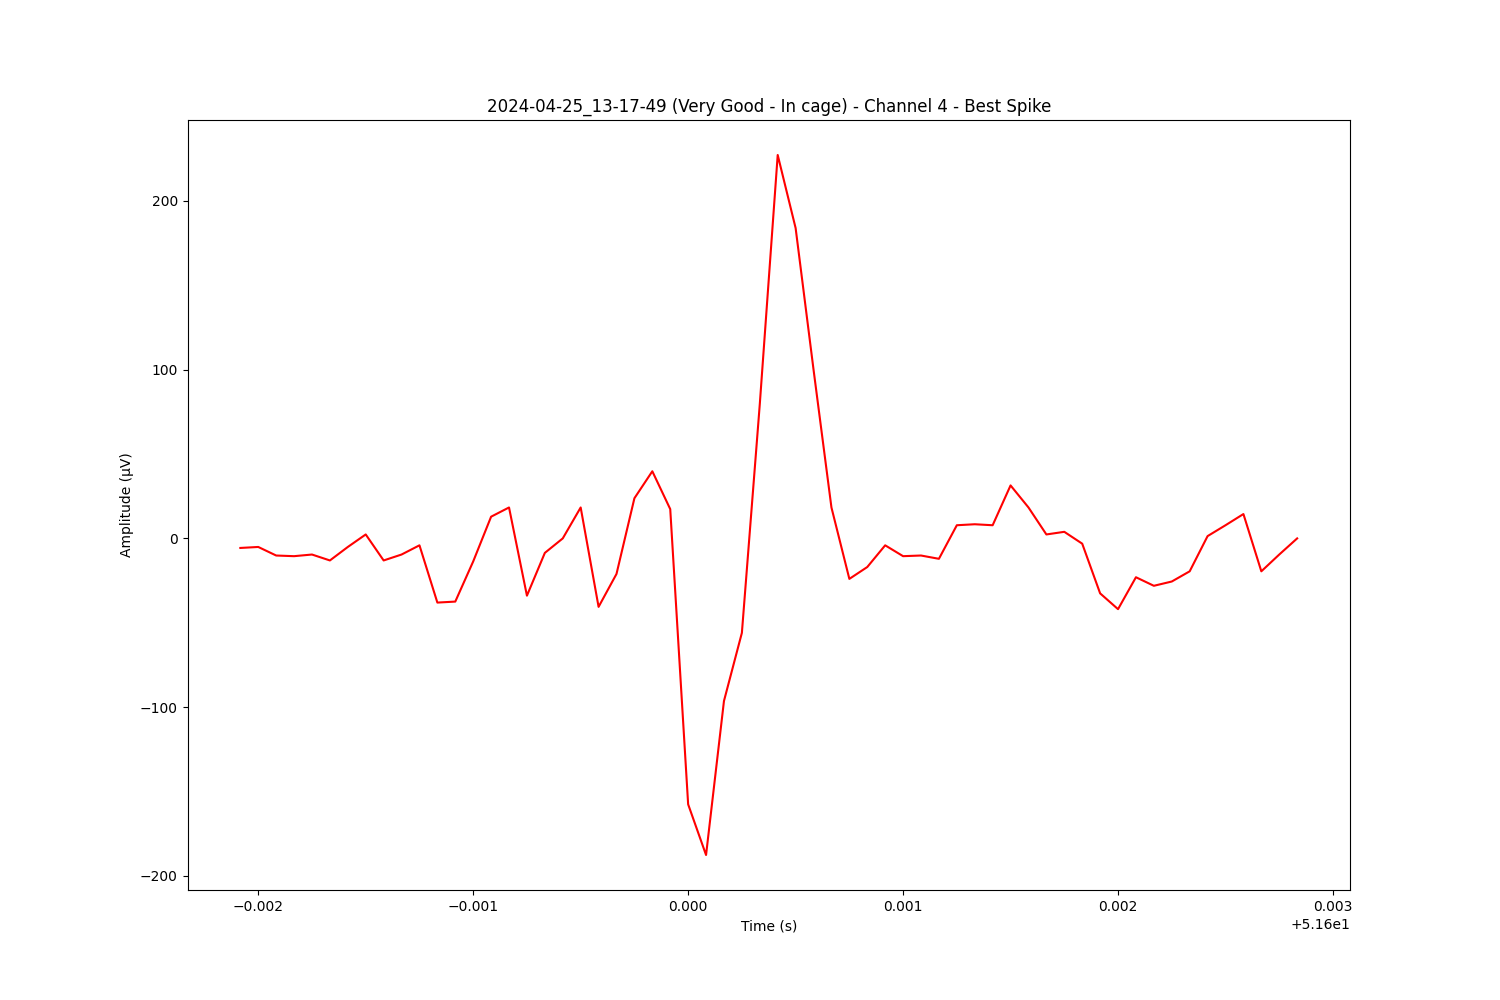 2024-04-25_13-17-49 (Very Good - In cage) - Channel 4 - Best Spike
200
100
0
−100
−200
Amplitude (µV)
−0.002 −0.001 0.000 0.001 0.002 0.003
Time (s)
+5.16e1